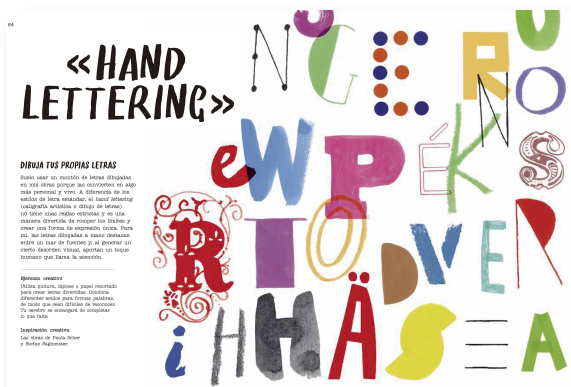 84
«HAND
LETTERING»
DIBUJA TUS PROPIAS LETRAS
Suelo usar un montón de letras dibujadas
en mis obras porque las convierten en algo
más personal y vivo. A diferencia de los
estilos de letra estándar, el hand lettering
(caligrafía artística o dibujo de letras)
no tiene unas reglas estrictas y es una
manera divertida de romper los límites y
crear una forma de expresión única. Para
mí, las letras dibujadas a mano destacan
entre un mar de fuentes y, al generar un
cierto desorden visual, aportan un toque
humano que llama la atención.
Ejercicio creativo
Utiliza pintura, lápices o papel recortado
para crear letras divertidas. Combina
diferentes estilos para formar palabras,
de modo que sean difíciles de reconocer.
Tu cerebro se encargará de completar
lo que falte.
Inspiración creativa
Las obras de Paula Scher
y Stefan Sagmeister
N G E R N O
e W P É K S
R T O D V E R
i H H Ä S E A